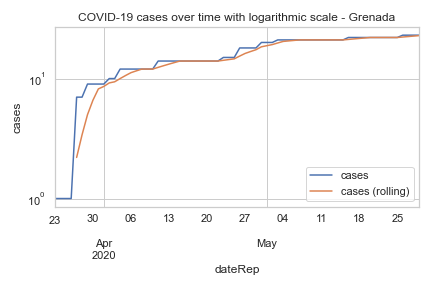 COVID-19 cases over time with logarithmic scale - Grenada
cases
10¹
10⁰
cases
cases (rolling)
23 30 06 13 20 27 04 11 18 25
Apr May
2020
dateRep